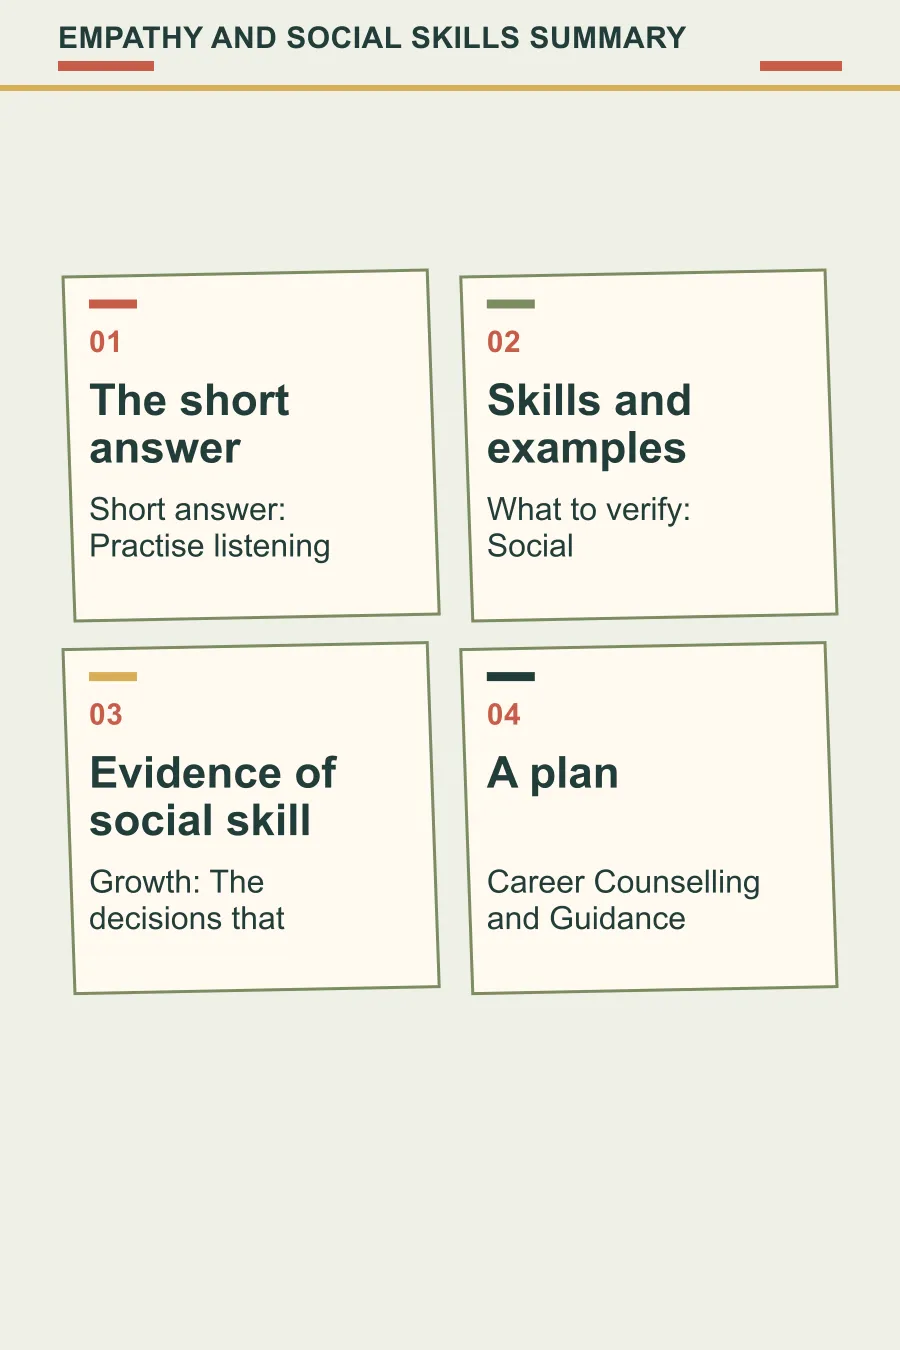 EMPATHY AND SOCIAL SKILLS SUMMARY
01
The short
answer
Short answer:
Practise listening
02
Skills and
examples
What to verify:
Social
03
Evidence of
social skill
Growth: The
decisions that
04
A plan
Career Counselling
and Guidance